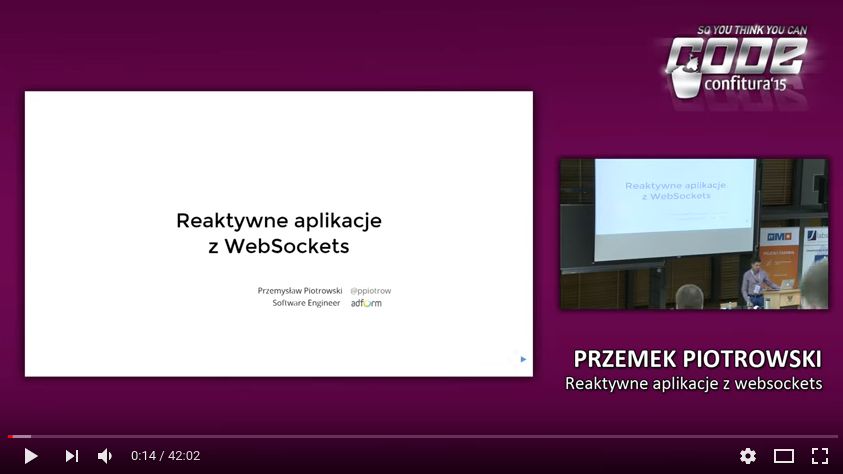 SO YOU THINK YOU CAN
CODE
confitura'15
Reaktywne aplikacje
z WebSockets
Przemysław Piotrowski @ppiotrow
Software Engineer adform
Reaktywne aplikacje
z WebSockets
PRZEMEK PIOTROWSKI
Reaktywne aplikacje z websockets
0:14 / 42:02